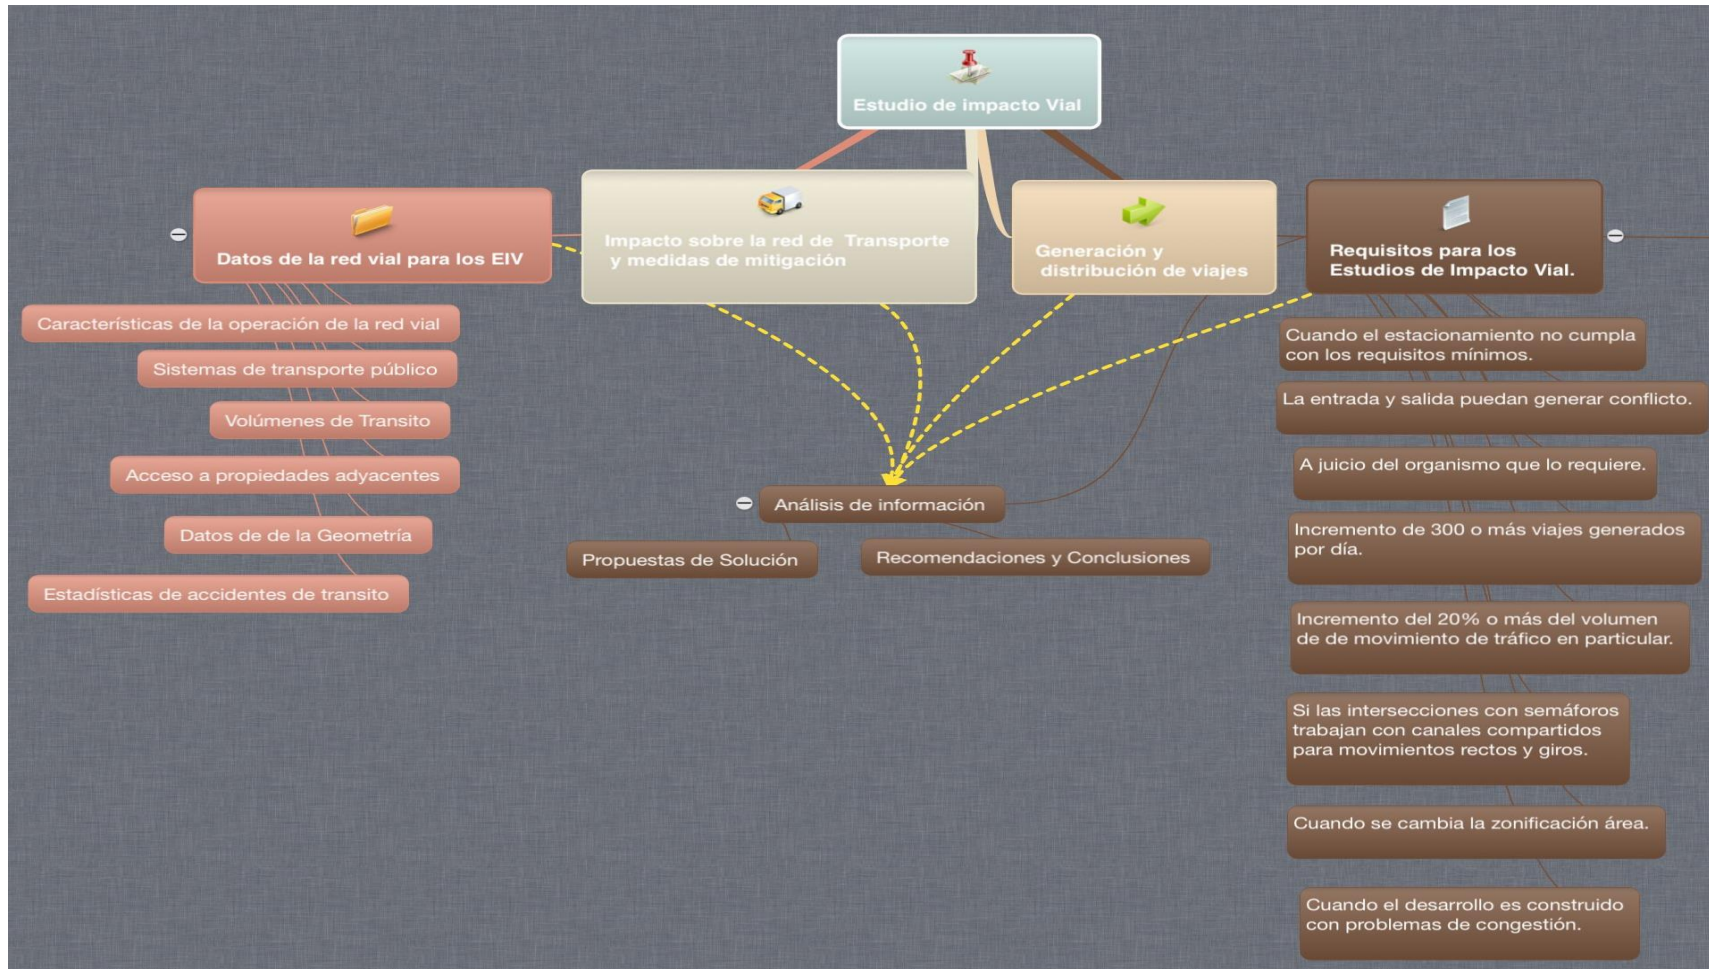 Estudio de impacto Vial
Datos de la red vial para los EIV
Impacto sobre la red de Transporte
y medidas de mitigación
Generación y
distribución de viajes
Requisitos para los
Estudios de Impacto Vial.
Característicás de la operación de la red vial
Sistemas de transporte público
Volúmenes de Transito
Acceso a propiedades adyacentes
Datos de de la Geometría
Estadísticas de accidentes de transito
Análisis de información
Propuestas de Solución
Recomendaciones y Conclusiones
Cuando el estacionamiento no cumpla
con los requisitos mínimos.
La entrada y salida puedan generar conflicto.
A juicio del organismo que lo requiere.
Incremento de 300 o más viajes generados
por día.
Incremento del 20% o más del volumen
de de movimiento de tráfico en particular.
Si las intersecciones con semáforos
trabajan con canales compartidos
para movimientos rectos y giros.
Cuando se cambia la zonificación área.
Cuando el desarrollo es construido
con problemas de congestión.